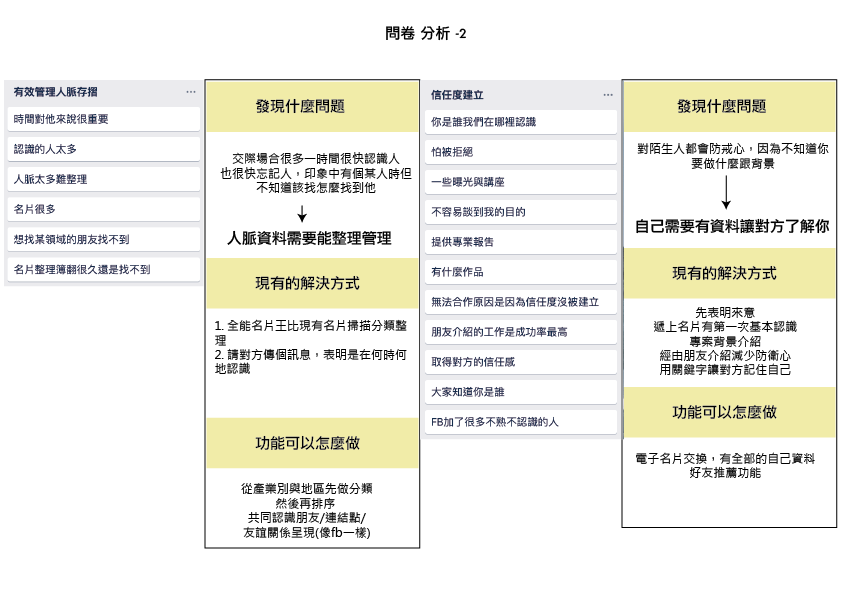 問卷 分析 -2
有效管理人脈存摺
...
時間對他來說很重要
認識的人太多
人脈太多難整理
名片很多
想找某領域的朋友找不到
名片整理簿翻很久還是找不到
發現什麼問題
交際場合很多一時間很快認識人
也很快忘記人，印象中有個某人時但
不知道該找怎麼找到他
人脈資料需要能整理管理
現有的解決方式
1. 全能名片王比現有名片掃描分類整
理
2. 請對方傳個訊息，表明是在何時何
地認識
功能可以怎麼做
從產業別與地區先做分類
然後再排序
共同認識朋友/連結點/
友誼關係呈現(像fb一樣)
信任度建立
...
你是誰我們在哪裡認識
怕被拒絕
一些曝光與講座
不容易談到我的目的
提供專業報告
有什麼作品
無法合作原因是因為信任度沒被建立
朋友介紹的工作是成功率最高
取得對方的信任感
大家知道你是誰
FB加了很多不熟不認識的人
發現什麼問題
對陌生人都會防戒心，因為不知道你
要做什麼跟背景
自己需要有資料讓對方了解你
現有的解決方式
先表明來意
遞上名片有第一次基本認識
專案背景介紹
經由朋友介紹減少防衛心
用關鍵字讓對方記住自己
功能可以怎麼做
電子名片交換，有全部的自己資料
好友推薦功能